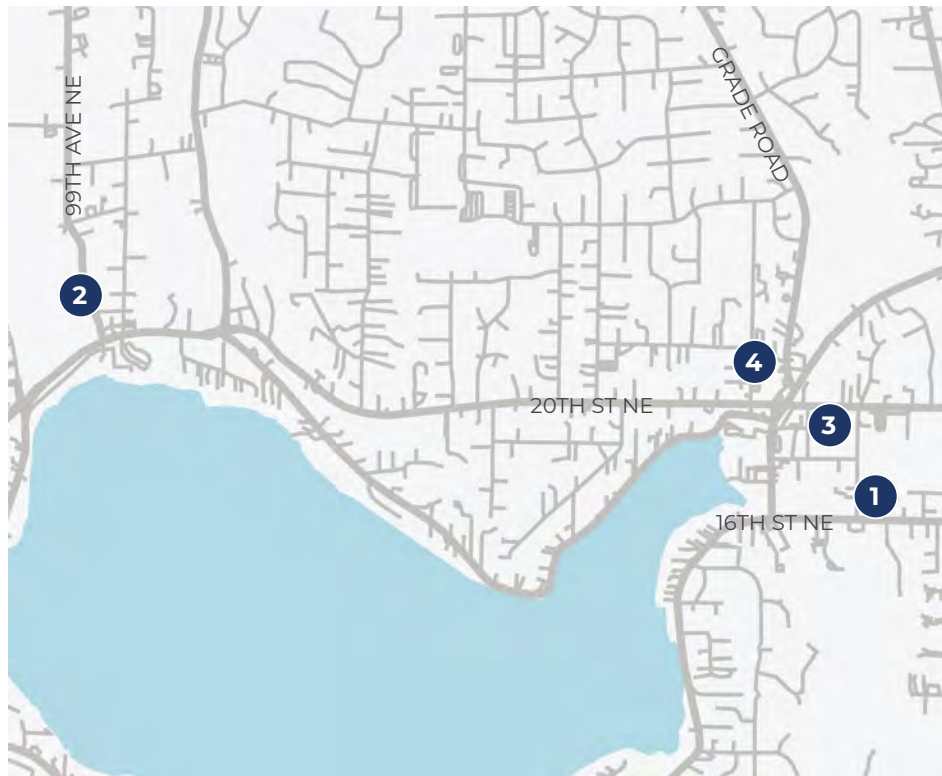 99TH AVE NE
GRADE ROAD
2
4
20TH ST NE
3
1
16TH ST NE